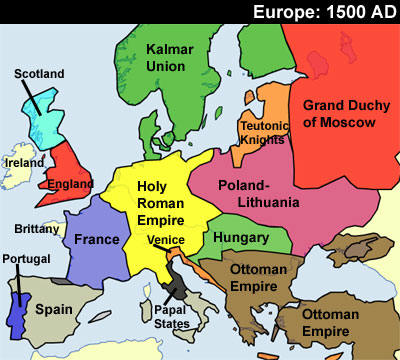 Europe: 1500 AD
Kalmar
Union
Scotland
Grand Duchy
of Moscow
Teutonic
Knights
Ireland
England
Holy
Roman
Empire
Poland-
Lithuania
Brittany
France
Venice
Hungary
Portugal
Ottoman
Empire
Spain
Papal
States
Ottoman
Empire